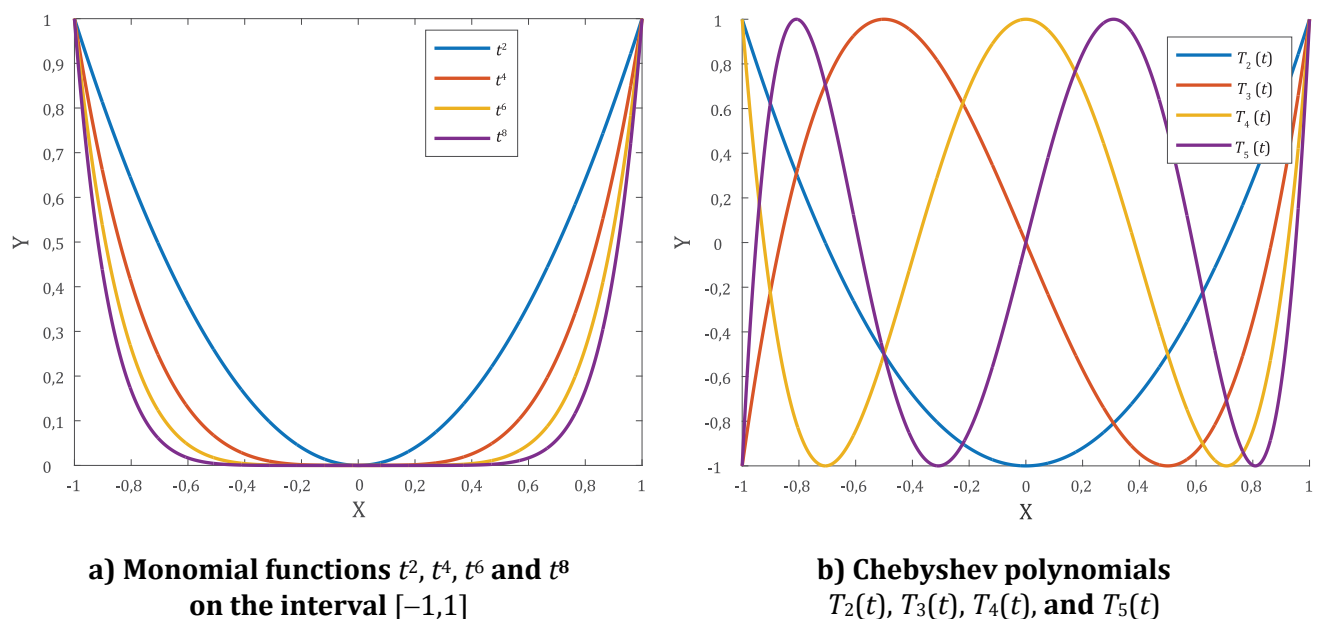 1
0,9
0,8
0,7
0,6
0,5
0,4
0,3
0,2
0,1
0
Y
-1 -0,8 -0,6 -0,4 -0,2 0 0,2 0,4 0,6 0,8 1
X
t²
t⁴
t⁶
t⁸
a) Monomial functions t², t⁴, t⁶ and t⁸
on the interval [−1,1]
1
0,8
0,6
0,4
0,2
0
-0,2
-0,4
-0,6
-0,8
-1
Y
-1 -0,8 -0,6 -0,4 -0,2 0 0,2 0,4 0,6 0,8 1
X
T₂ (t)
T₃ (t)
T₄ (t)
T₅ (t)
b) Chebyshev polynomials
T₂(t), T₃(t), T₄(t), and T₅(t)